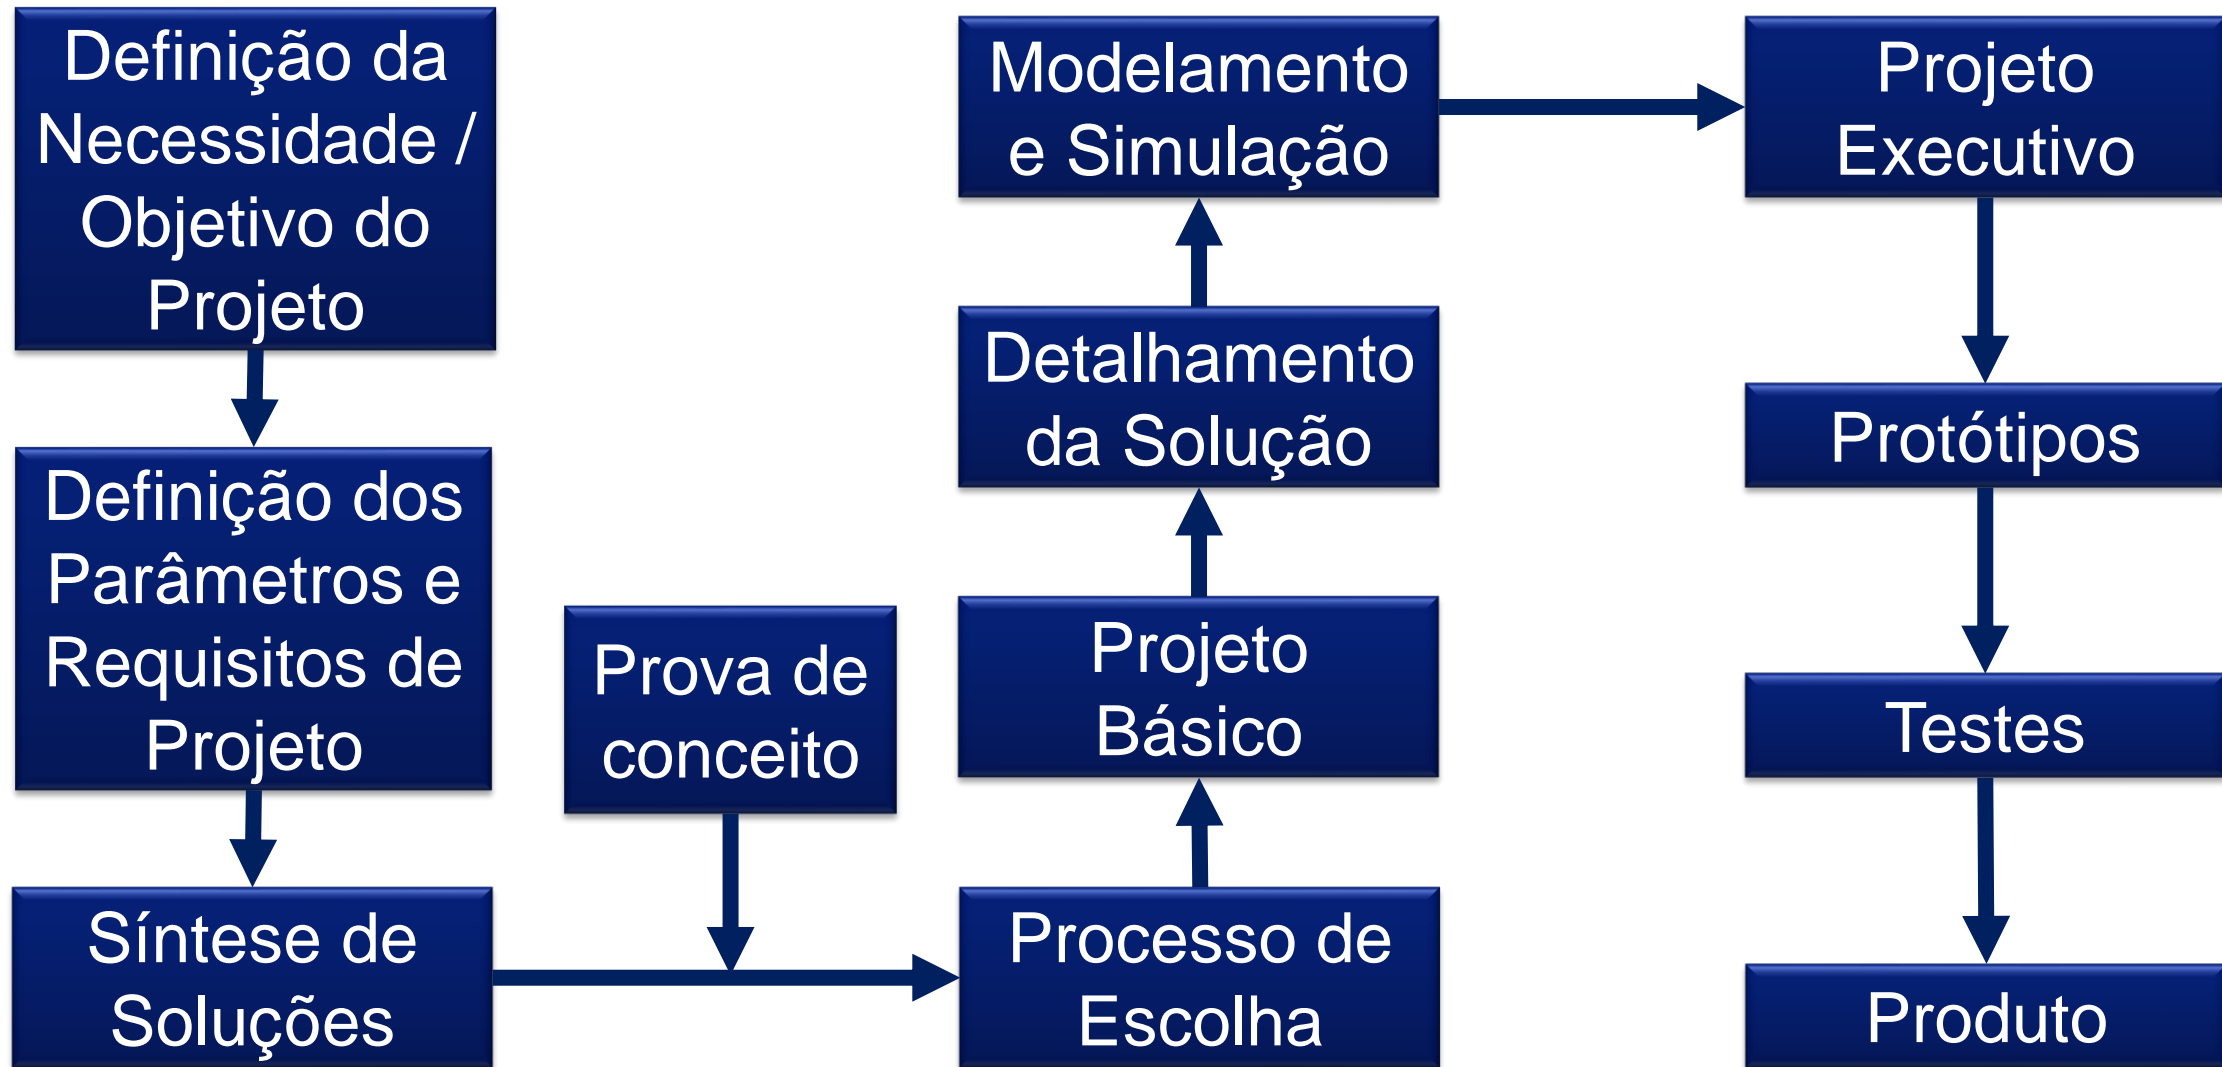 Definição da
Necessidade /
Objetivo do
Projeto
Definição dos
Parâmetros e
Requisitos de
Projeto
Síntese de
Soluções
Prova de
conceito
Processo de
Escolha
Projeto
Básico
Detalhamento
da Solução
Modelamento
e Simulação
Projeto
Executivo
Protótipos
Testes
Produto